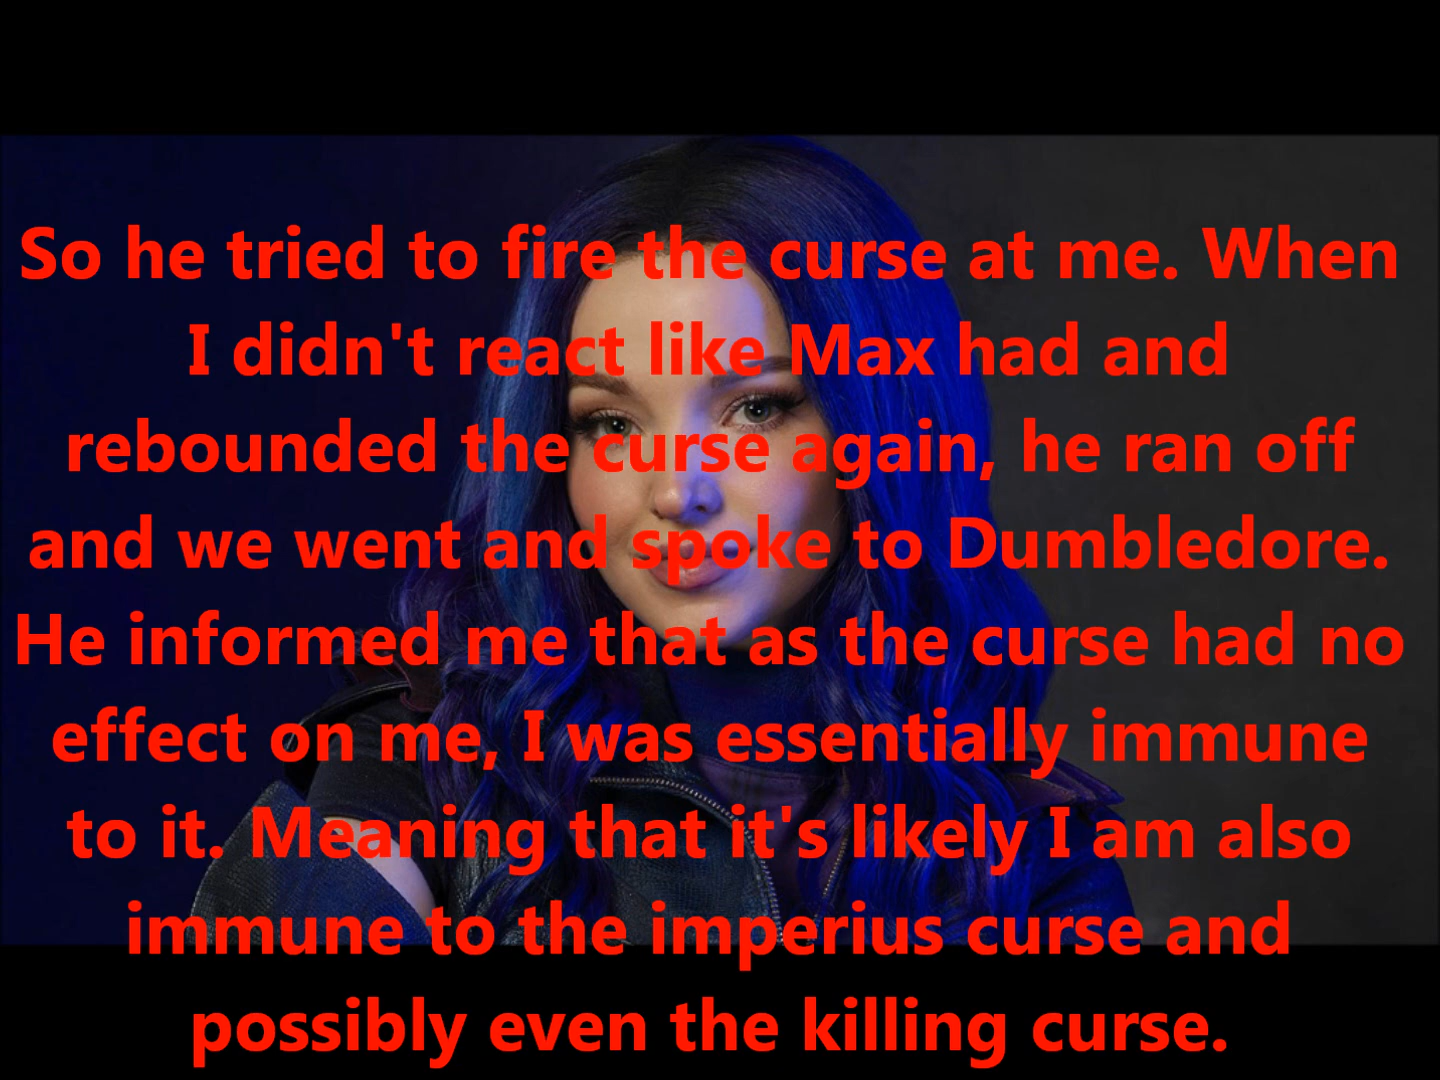 So he tried to fire the curse at me. When
I didn't react like Max had and
rebounded the curse again, he ran off
and we went and spoke to Dumbledore.
He informed me that as the curse had no
effect on me, I was essentially immune
to it. Meaning that it's likely I am also
immune to the imperius curse and
possibly even the killing curse.